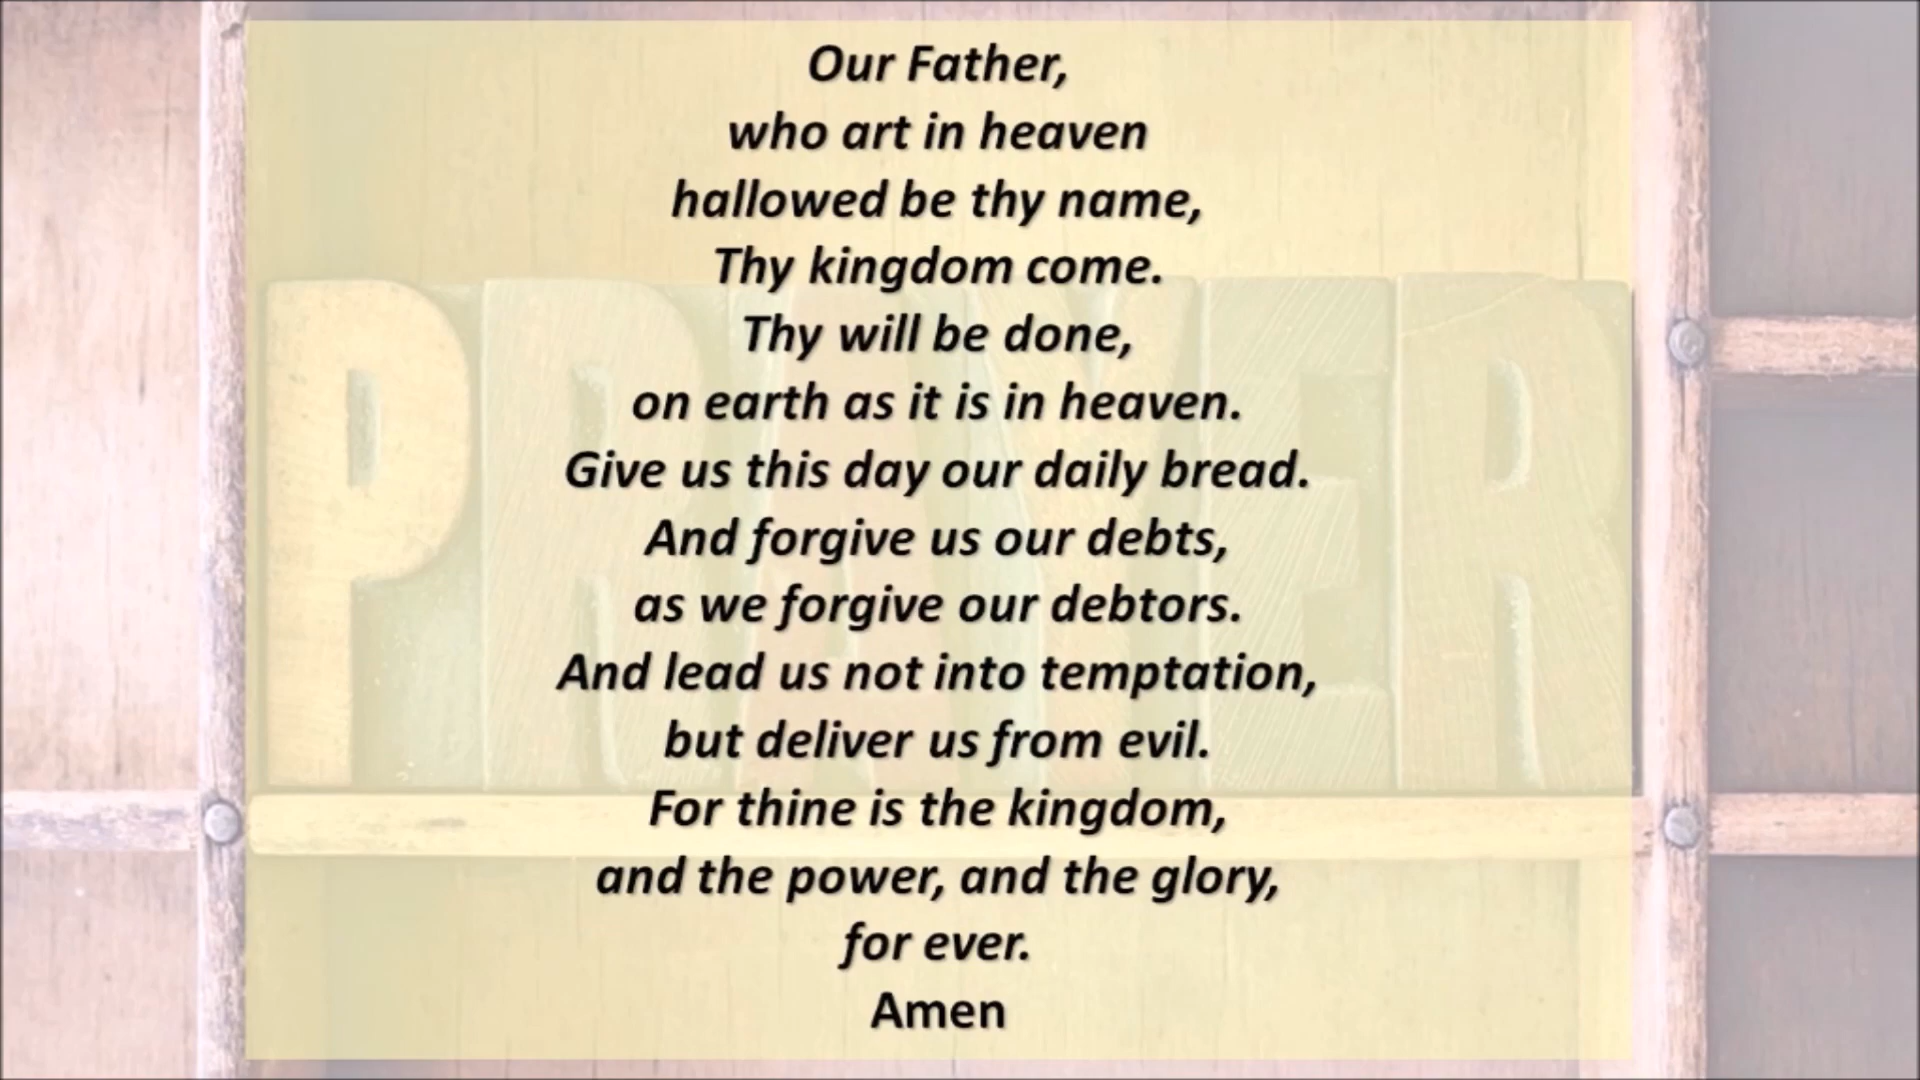 Our Father,
who art in heaven
hallowed be thy name,
Thy kingdom come.
Thy will be done,
on earth as it is in heaven.
Give us this day our daily bread.
And forgive us our debts,
as we forgive our debtors.
And lead us not into temptation,
but deliver us from evil.
For thine is the kingdom,
and the power, and the glory,
for ever.
Amen
PRAYER